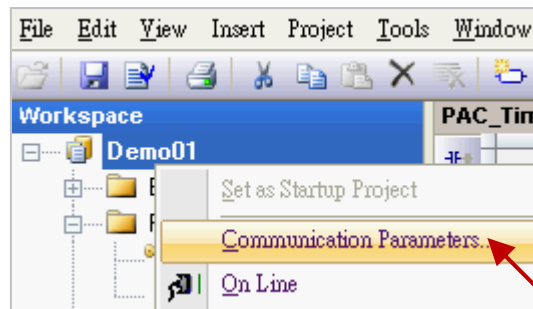 File Edit View Insert Project Tools Window
Workspace
PAC_Tim
Demo01
Set as Startup Project
Communication Parameters...
On Line